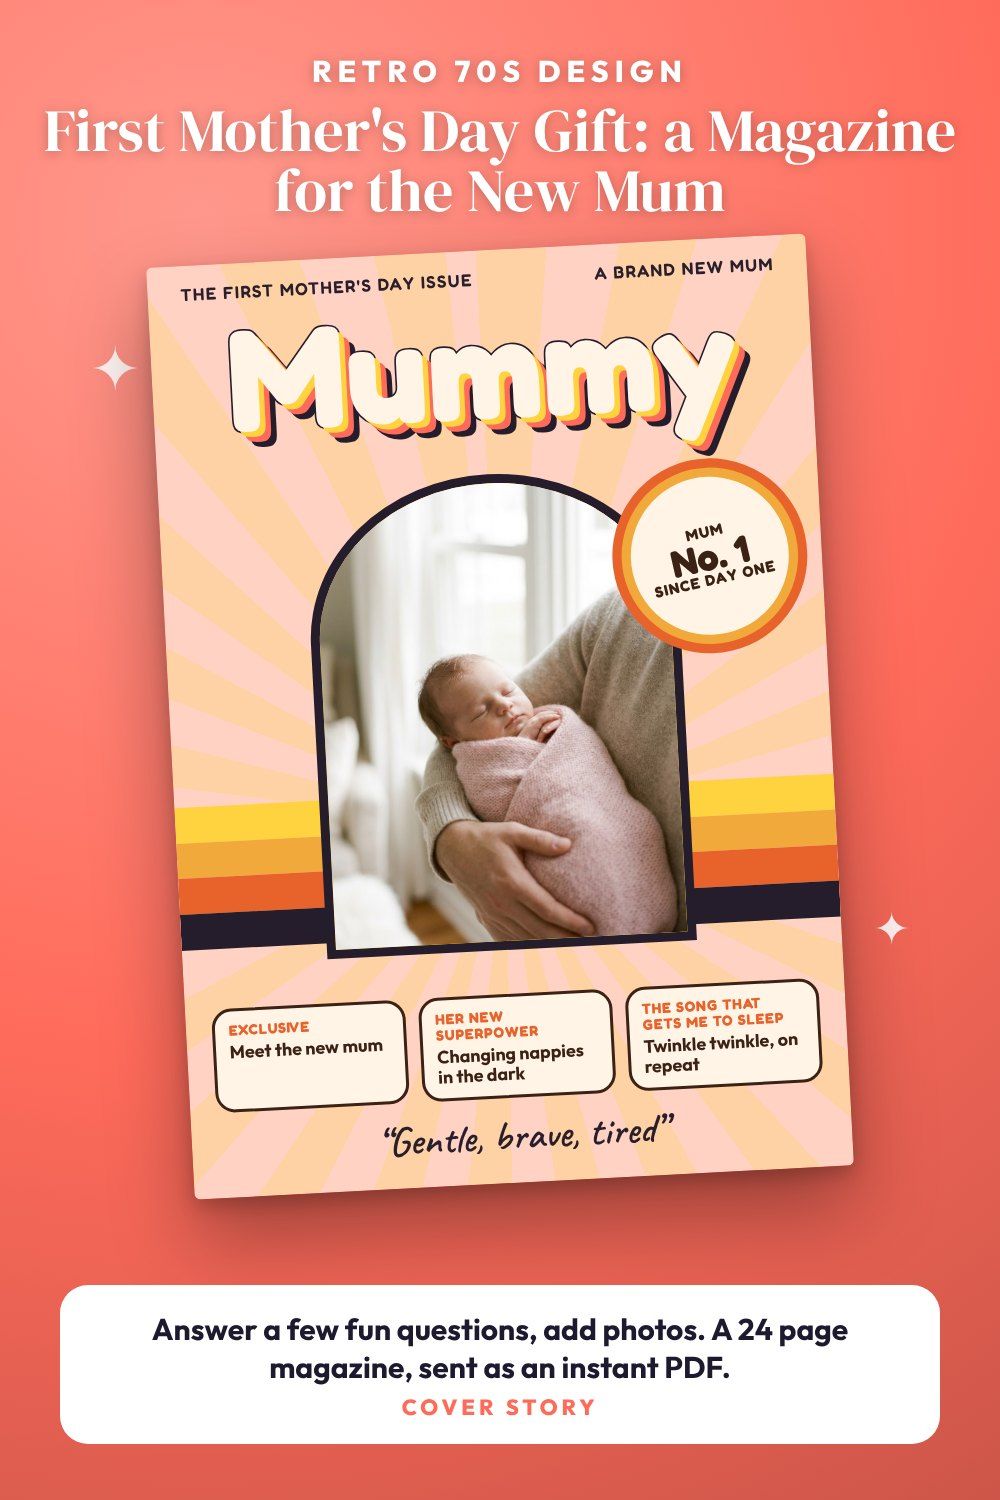 RETRO 70S DESIGN
First Mother's Day Gift: a Magazine
for the New Mum
THE FIRST MOTHER'S DAY ISSUE
A BRAND NEW MUM
Mummy
MUM
No. 1
SINCE DAY ONE
EXCLUSIVE
Meet the new mum
HER NEW
SUPERPOWER
Changing nappies
in the dark
THE SONG THAT
GETS ME TO SLEEP
Twinkle twinkle, on
repeat
“Gentle, brave, tired”
Answer a few fun questions, add photos. A 24 page
magazine, sent as an instant PDF.
COVER STORY